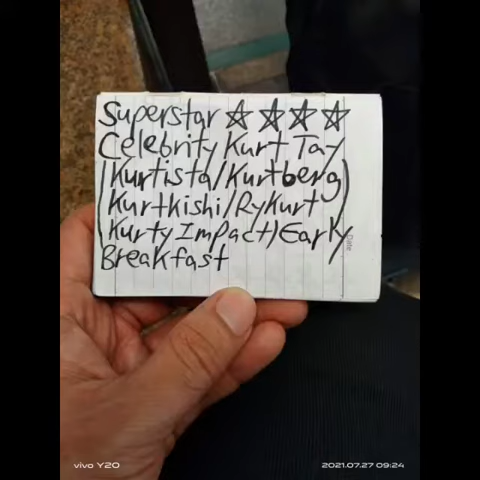 Superstar ☆ ☆ ☆ ☆
Celebrity Kurt Tay
(Kurtista/Kurtberg/
Kurtkishi/RyKurt/
Kurty Impact) Early
Breakfast
Date
vivo Y20
2021.07.27 09:24